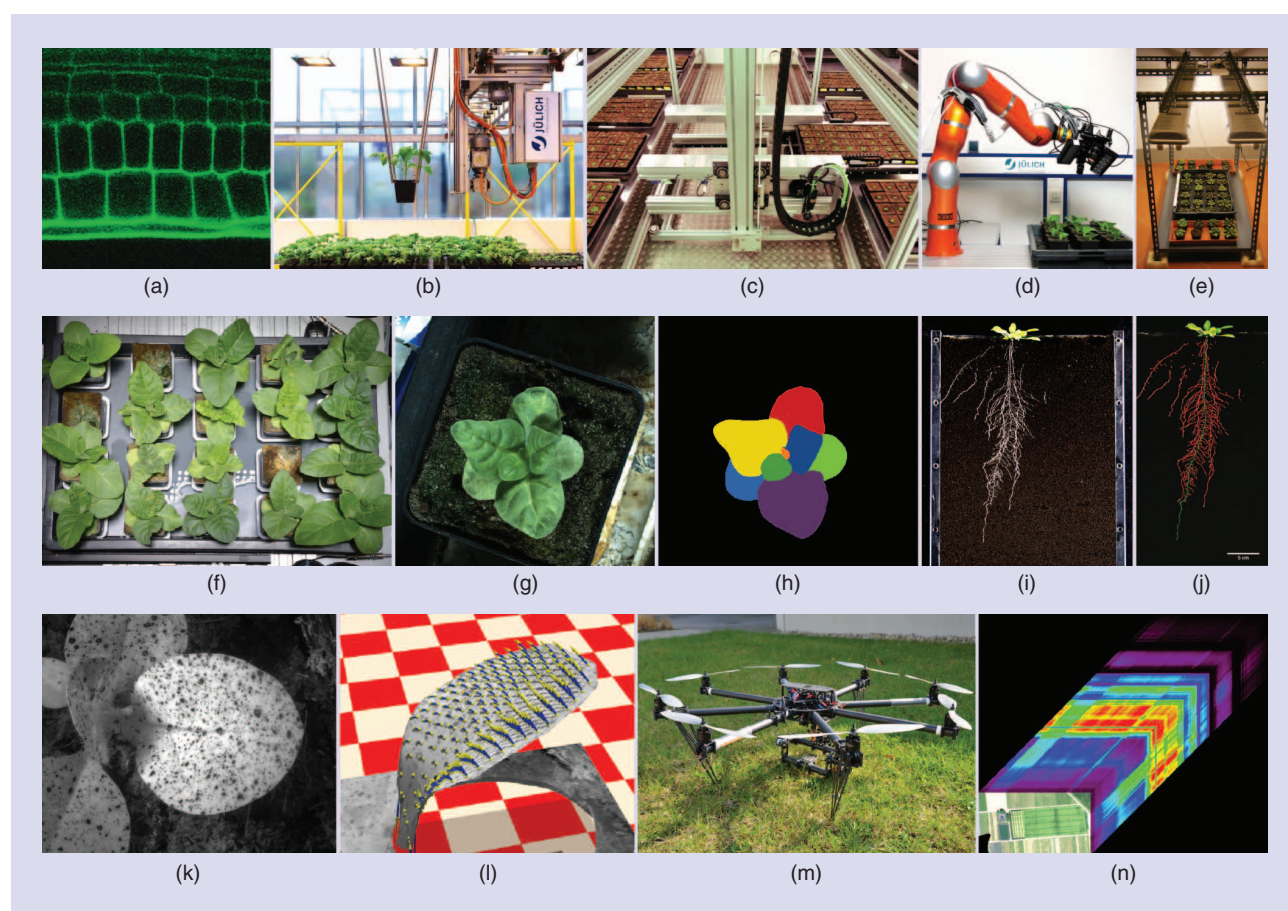 JÜLICH
JÜLICH
(a) (b) (c) (d) (e)
5 cm
(f) (g) (h) (i) (j)
(k) (l) (m) (n)